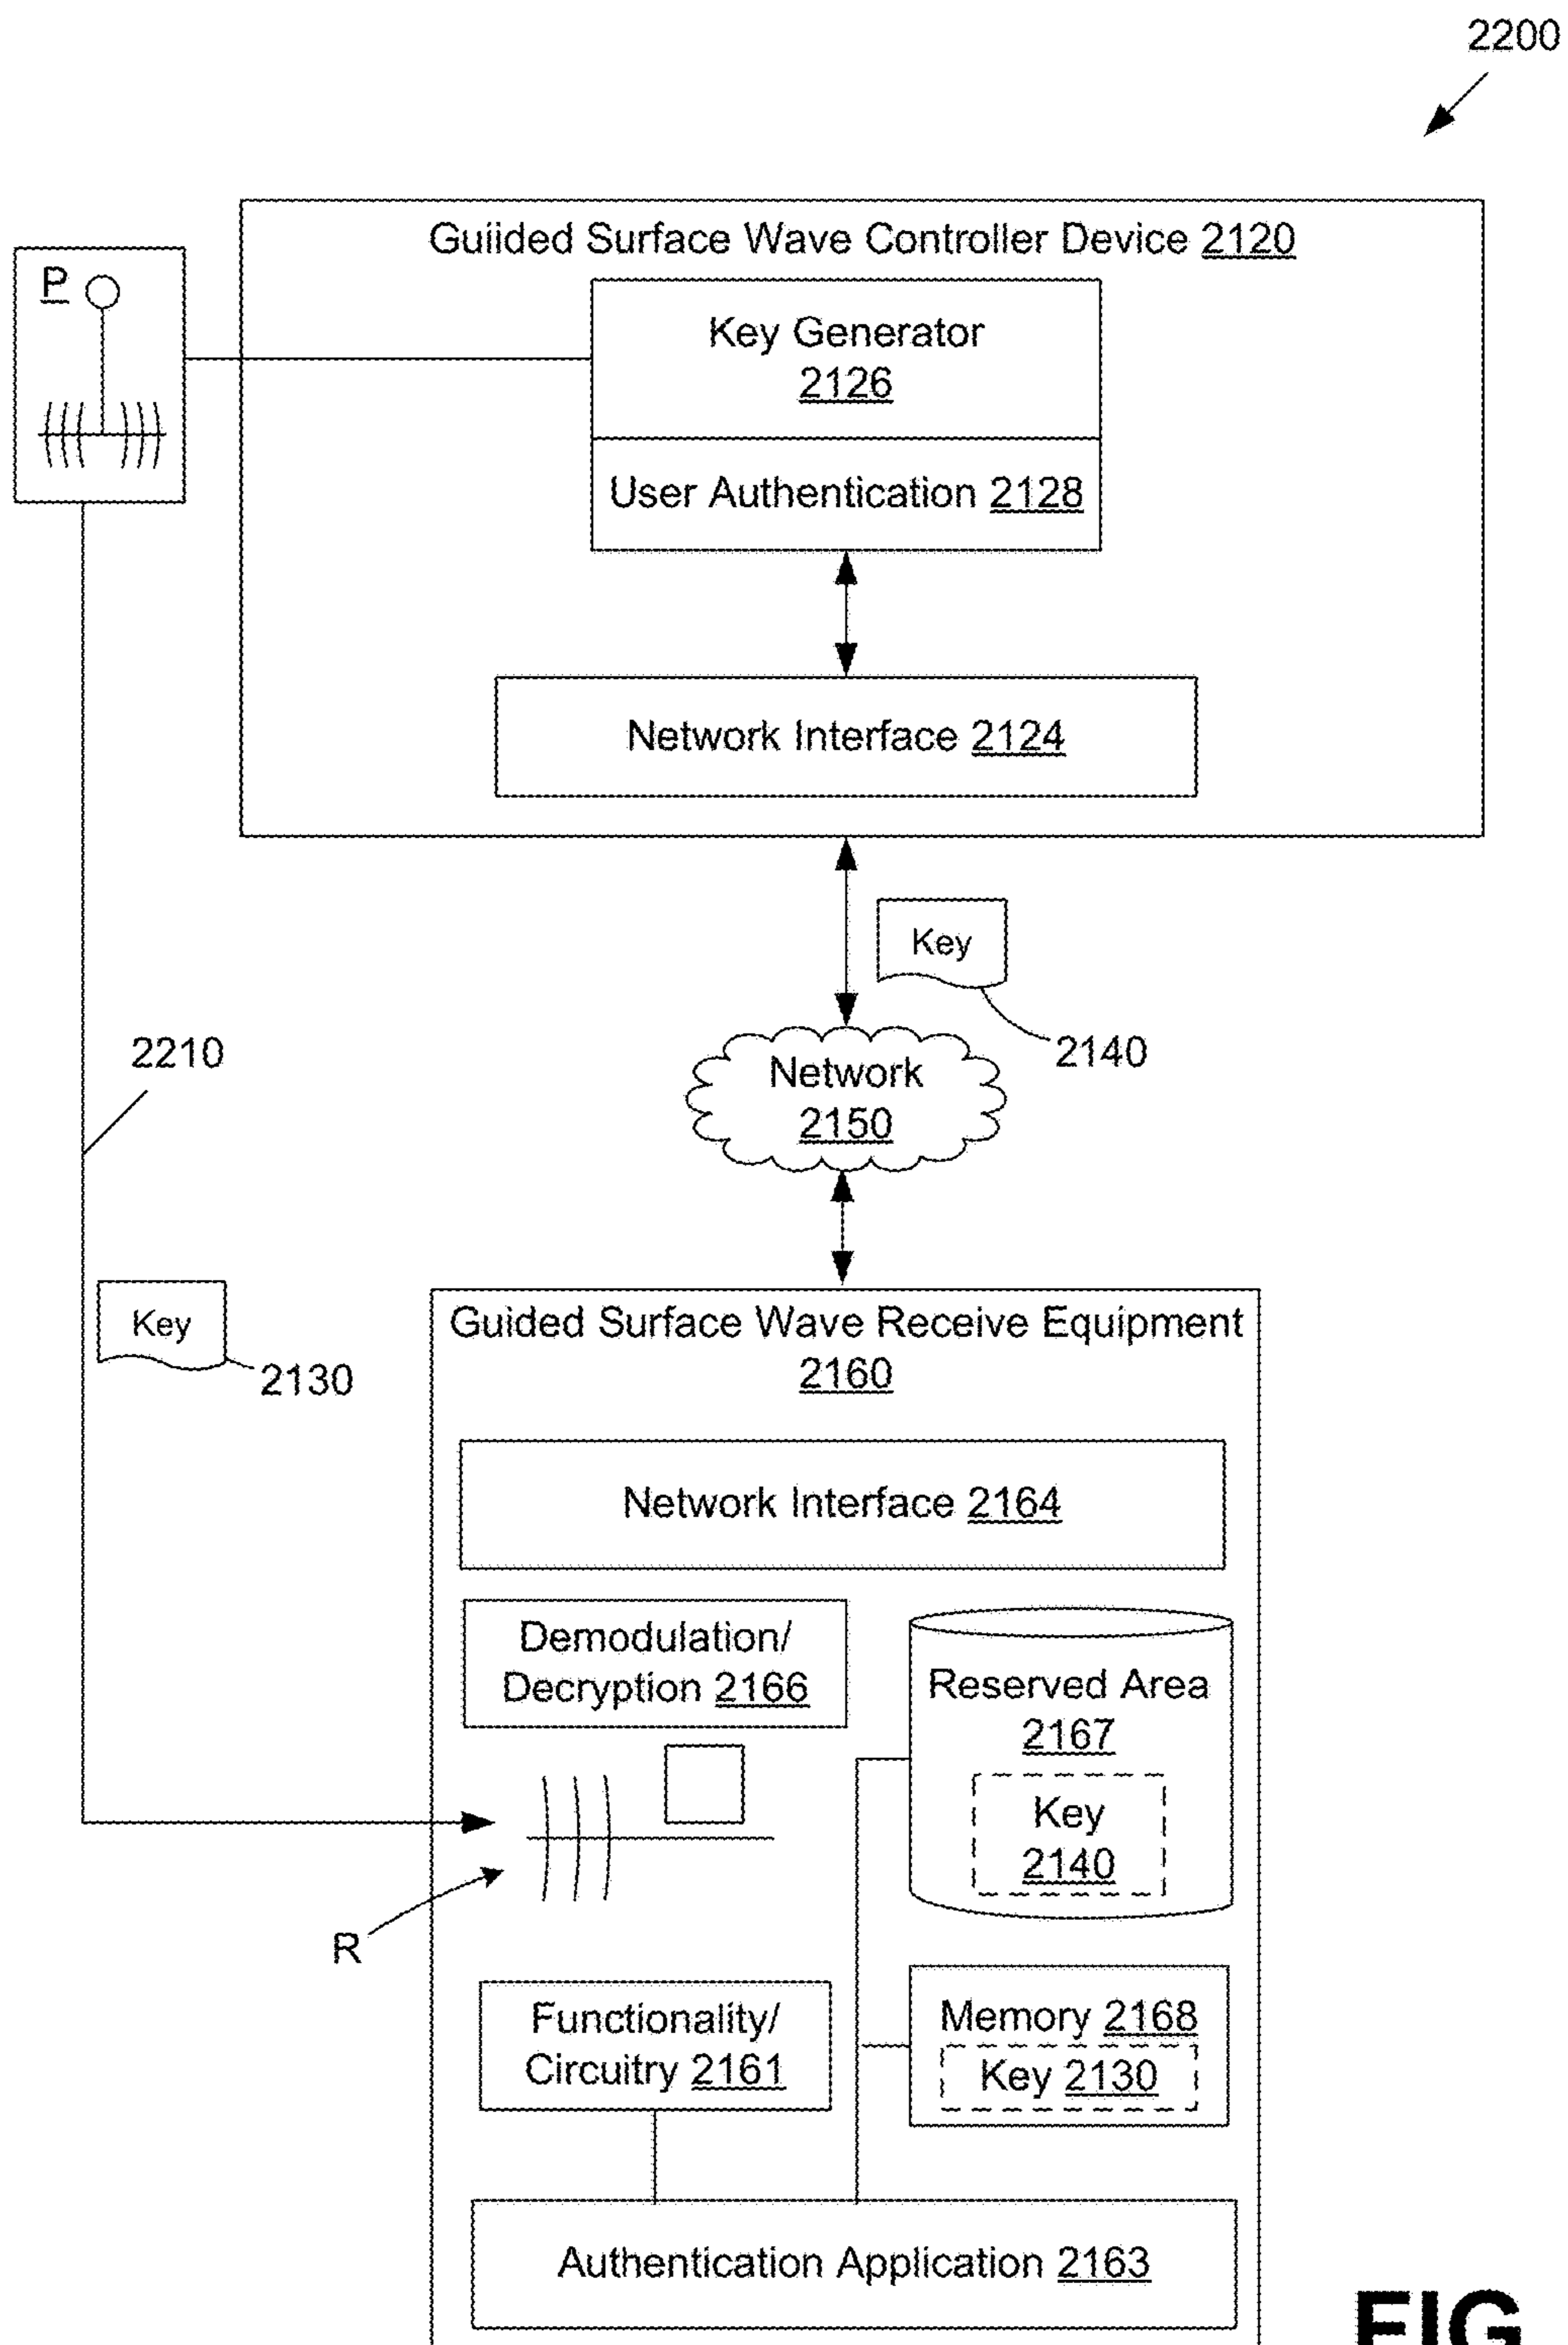 2200
Guiided Surface Wave Controller Device 2120
P
Key Generator
2126
User Authentication 2128
Network Interface 2124
Key
2140
Network
2150
2210
Key
2130
Guided Surface Wave Receive Equipment
2160
Network Interface 2164
Demodulation/
Decryption 2166
Reserved Area
2167
Key
2140
R
Functionality/
Circuitry 2161
Memory 2168
Key 2130
Authentication Application 2163
FIG